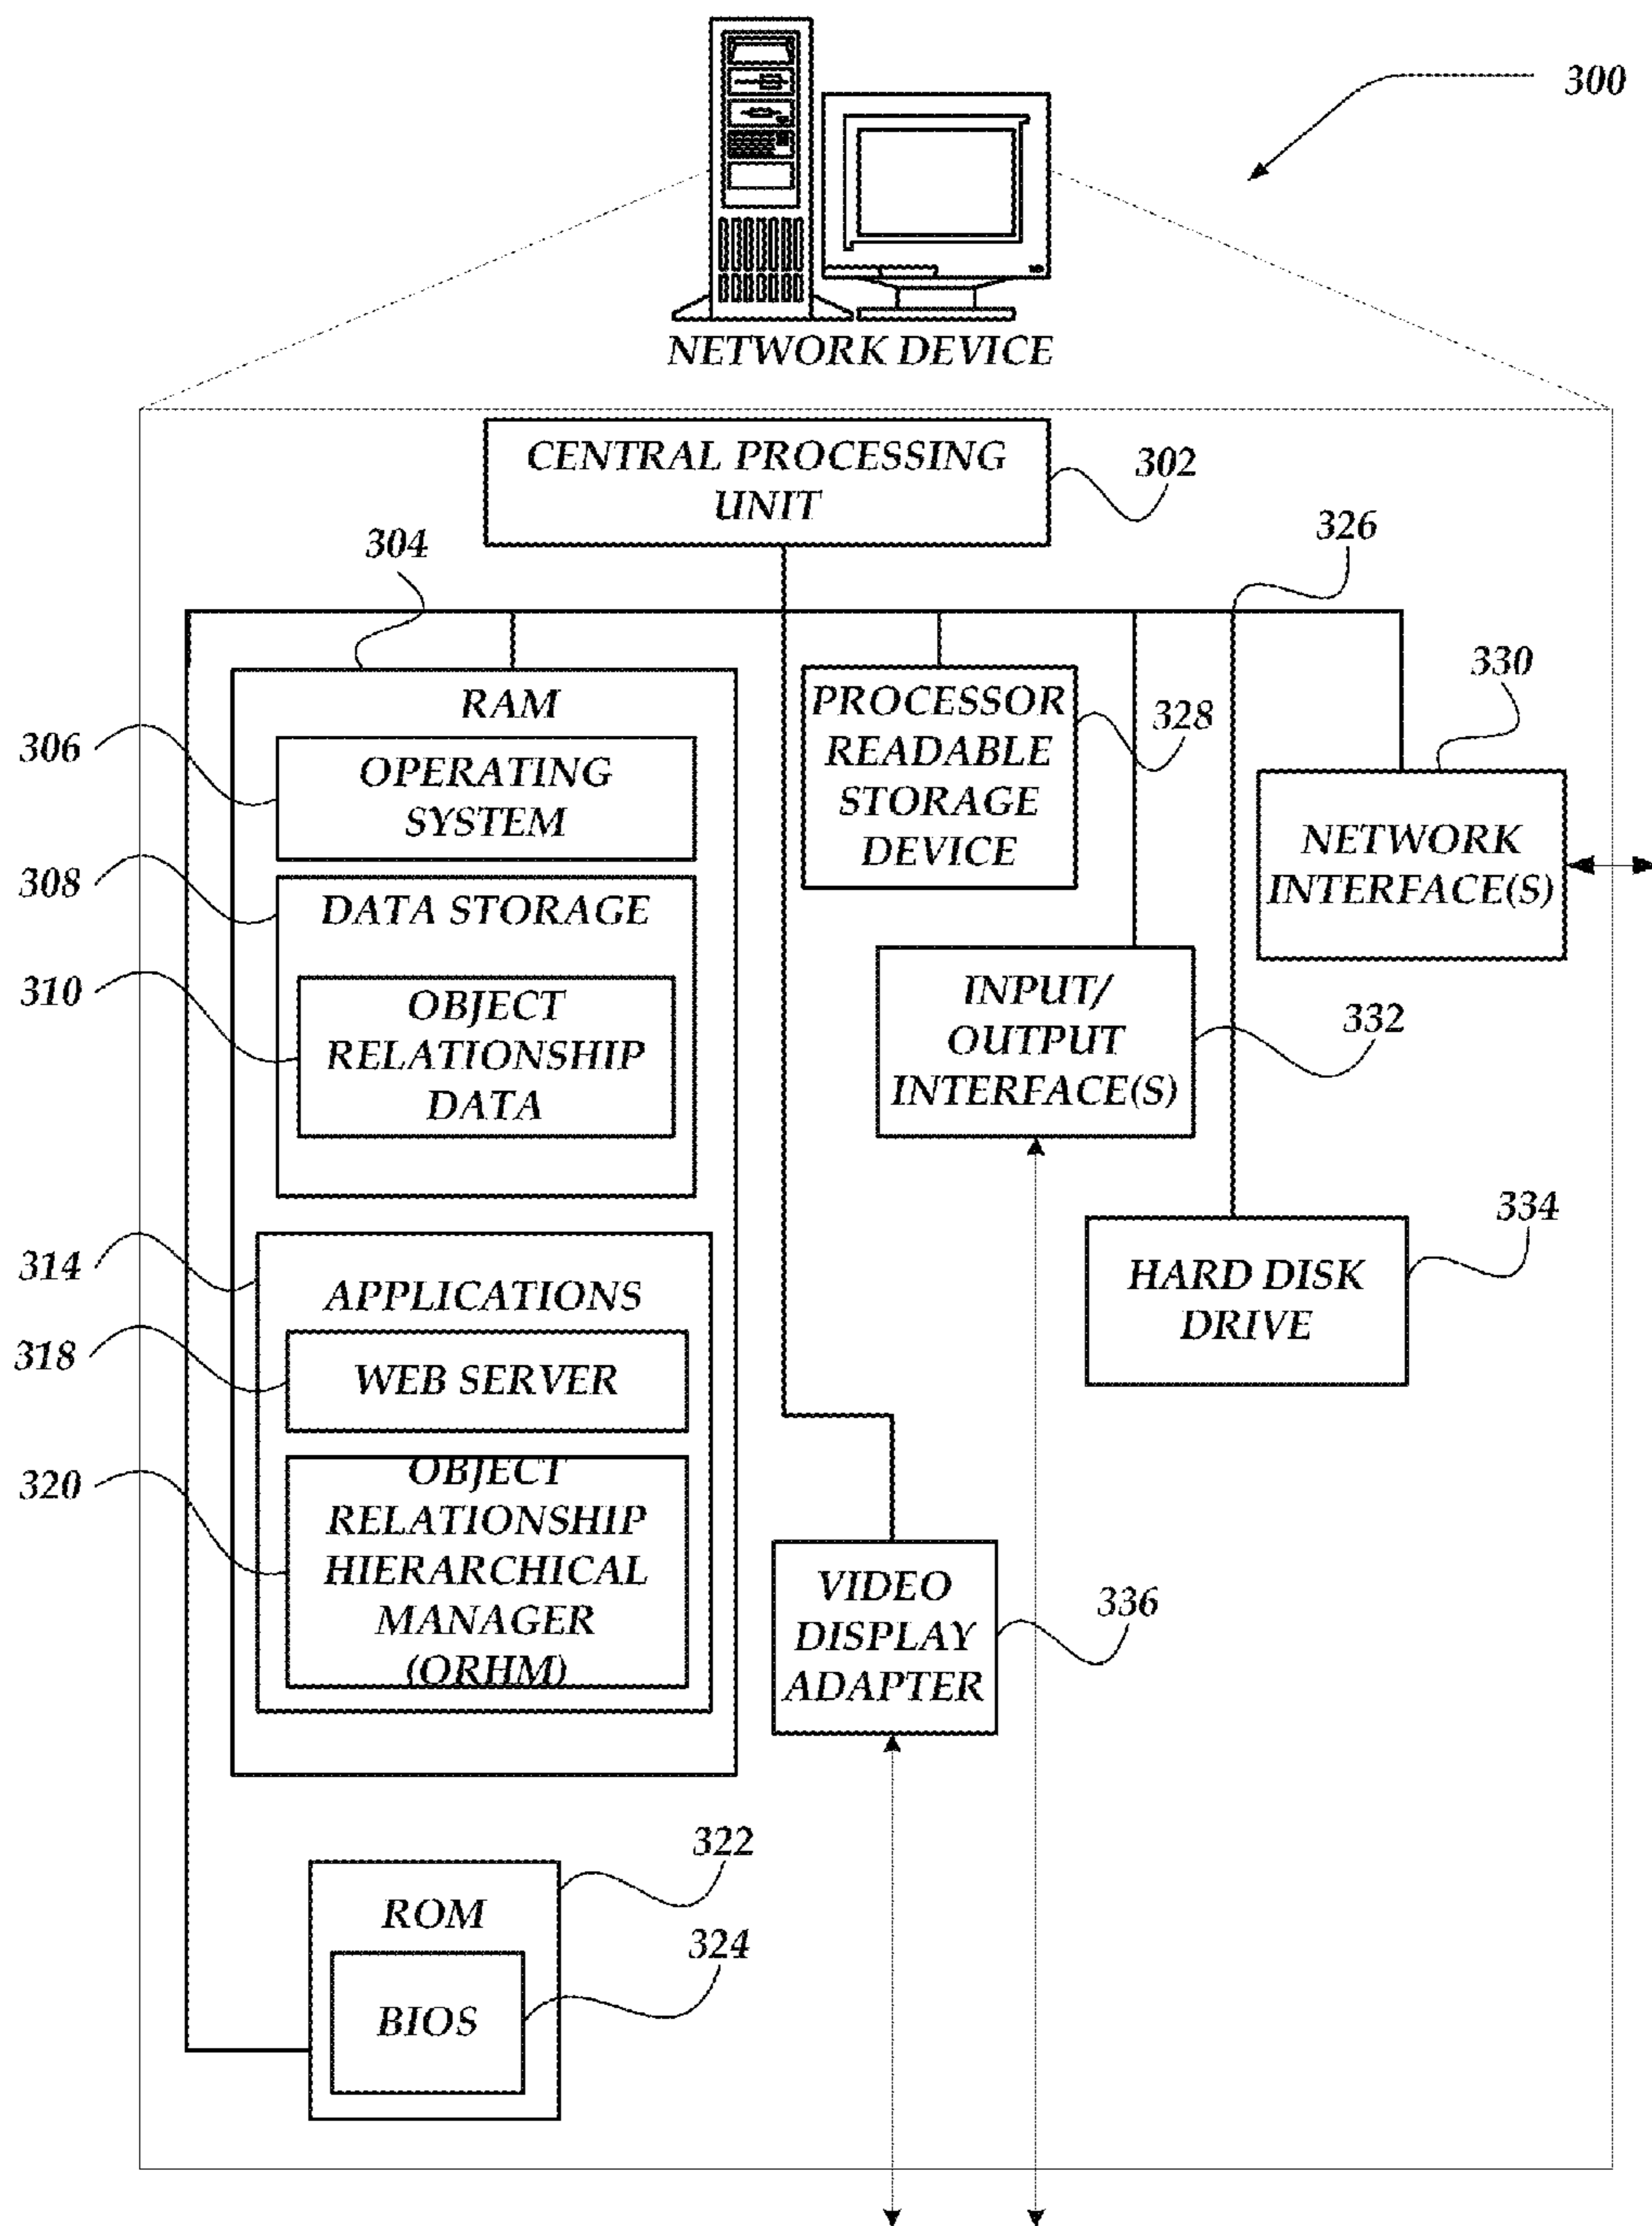 300
NETWORK DEVICE
CENTRAL PROCESSING
UNIT
302
304
326
RAM
306
OPERATING
SYSTEM
308
DATA STORAGE
310
OBJECT
RELATIONSHIP
DATA
314
APPLICATIONS
318
WEB SERVER
320
OBJECT
RELATIONSHIP
HIERARCHICAL
MANAGER
(ORHM)
PROCESSOR
READABLE
STORAGE
DEVICE
328
330
NETWORK
INTERFACE(S)
INPUT/
OUTPUT
INTERFACE(S)
332
334
HARD DISK
DRIVE
VIDEO
DISPLAY
ADAPTER
336
322
ROM
324
BIOS